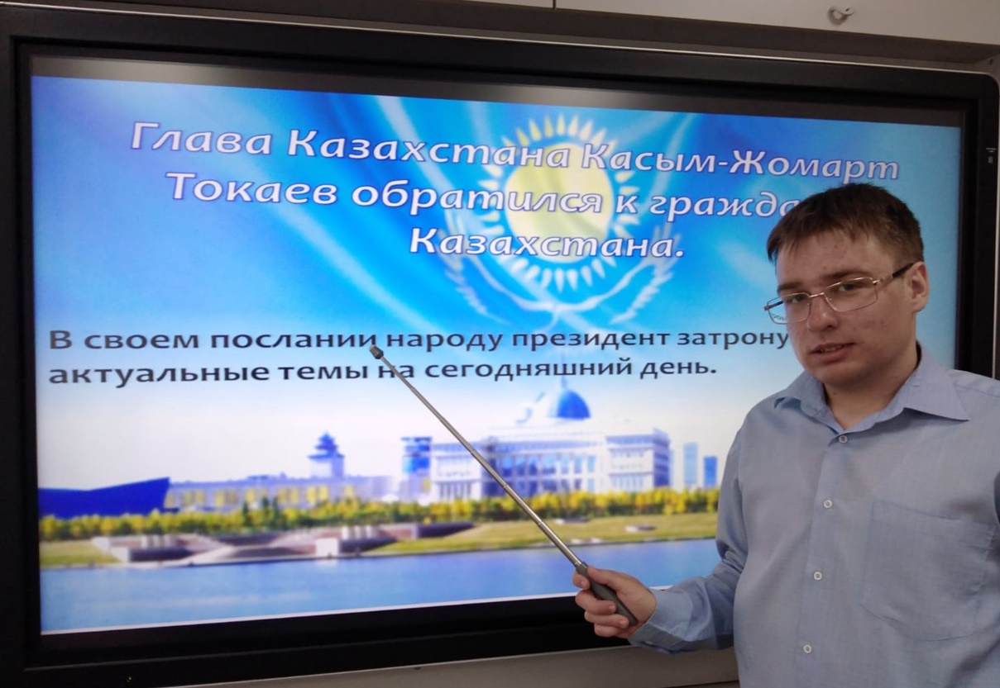 Глава Казахстана Касым-Жомарт
Токаев обратился к
Казахстана.
В своем послании народу президент
актуальные темы на сегодняшний день.